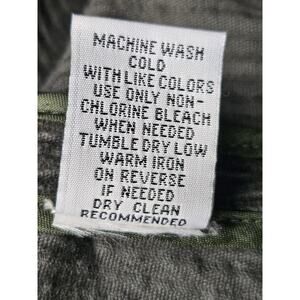 MACHINE WASH
COLD
WITH LIKE COLORS
USE ONLY NON-
CHLORINE BLEACH
WHEN NEEDED
TUMBLE DRY LOW
WARM IRON
ON REVERSE
IF NEEDED
DRY CLEAN
RECOMMENDED